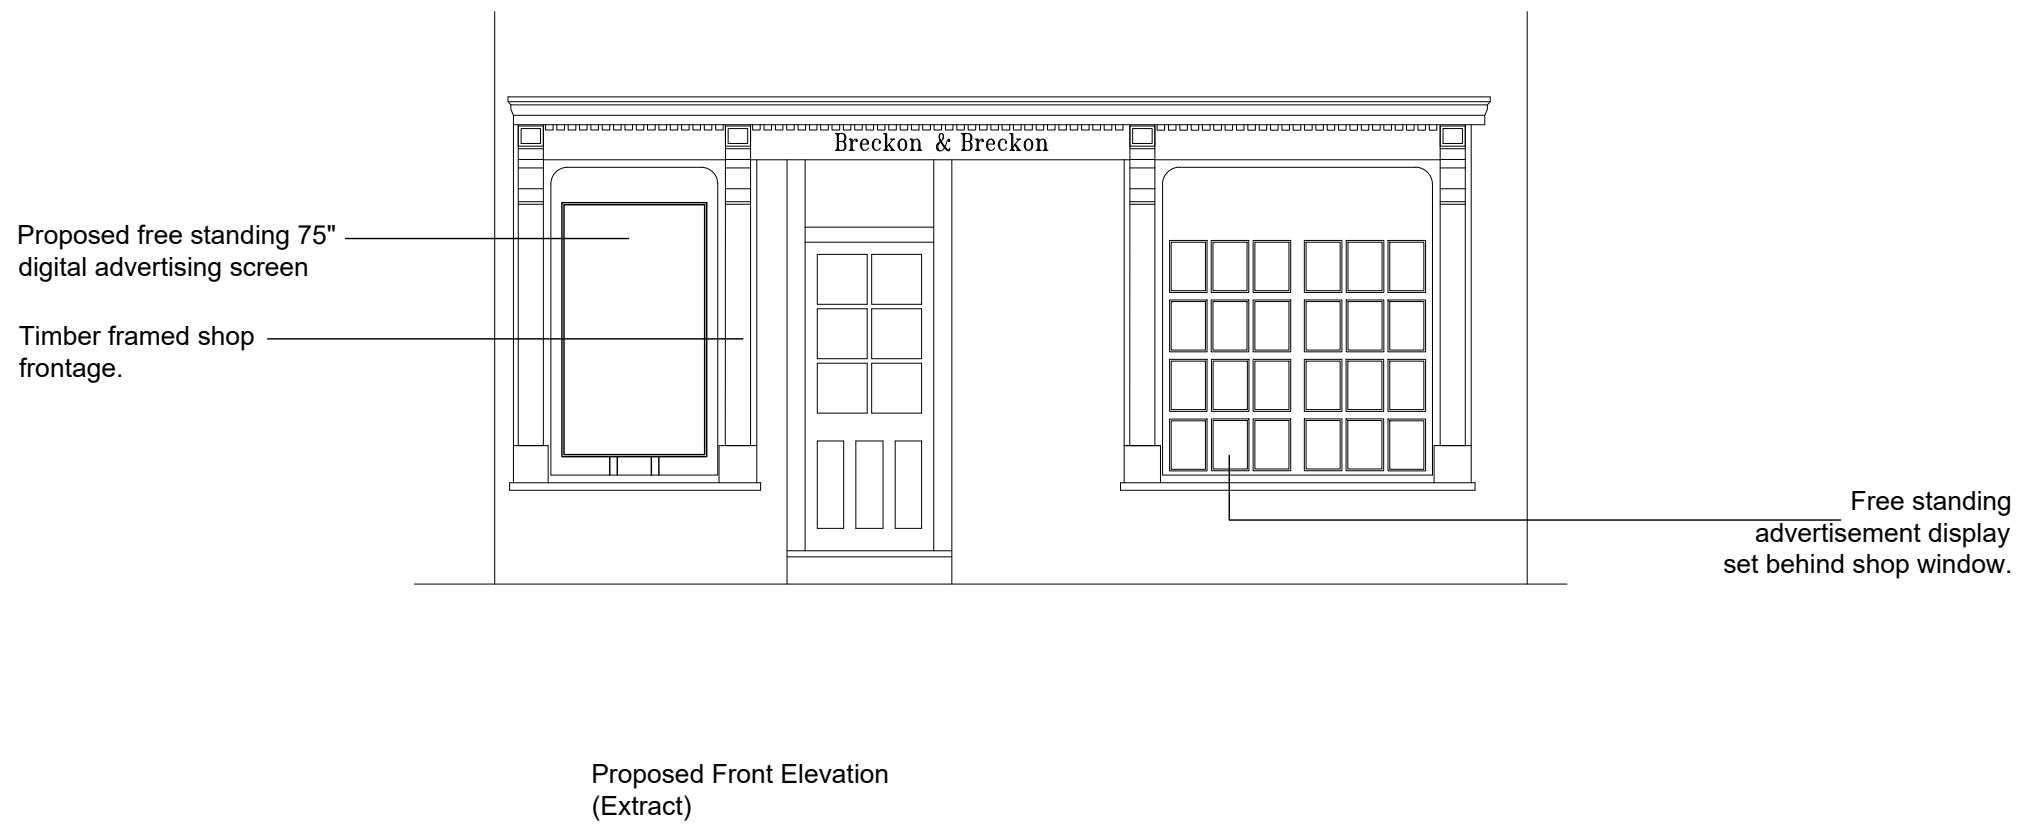 Breckon & Breckon
Proposed free standing 75"
digital advertising screen
Timber framed shop
frontage.
Free standing
advertisement display
set behind shop window.
Proposed Front Elevation
(Extract)